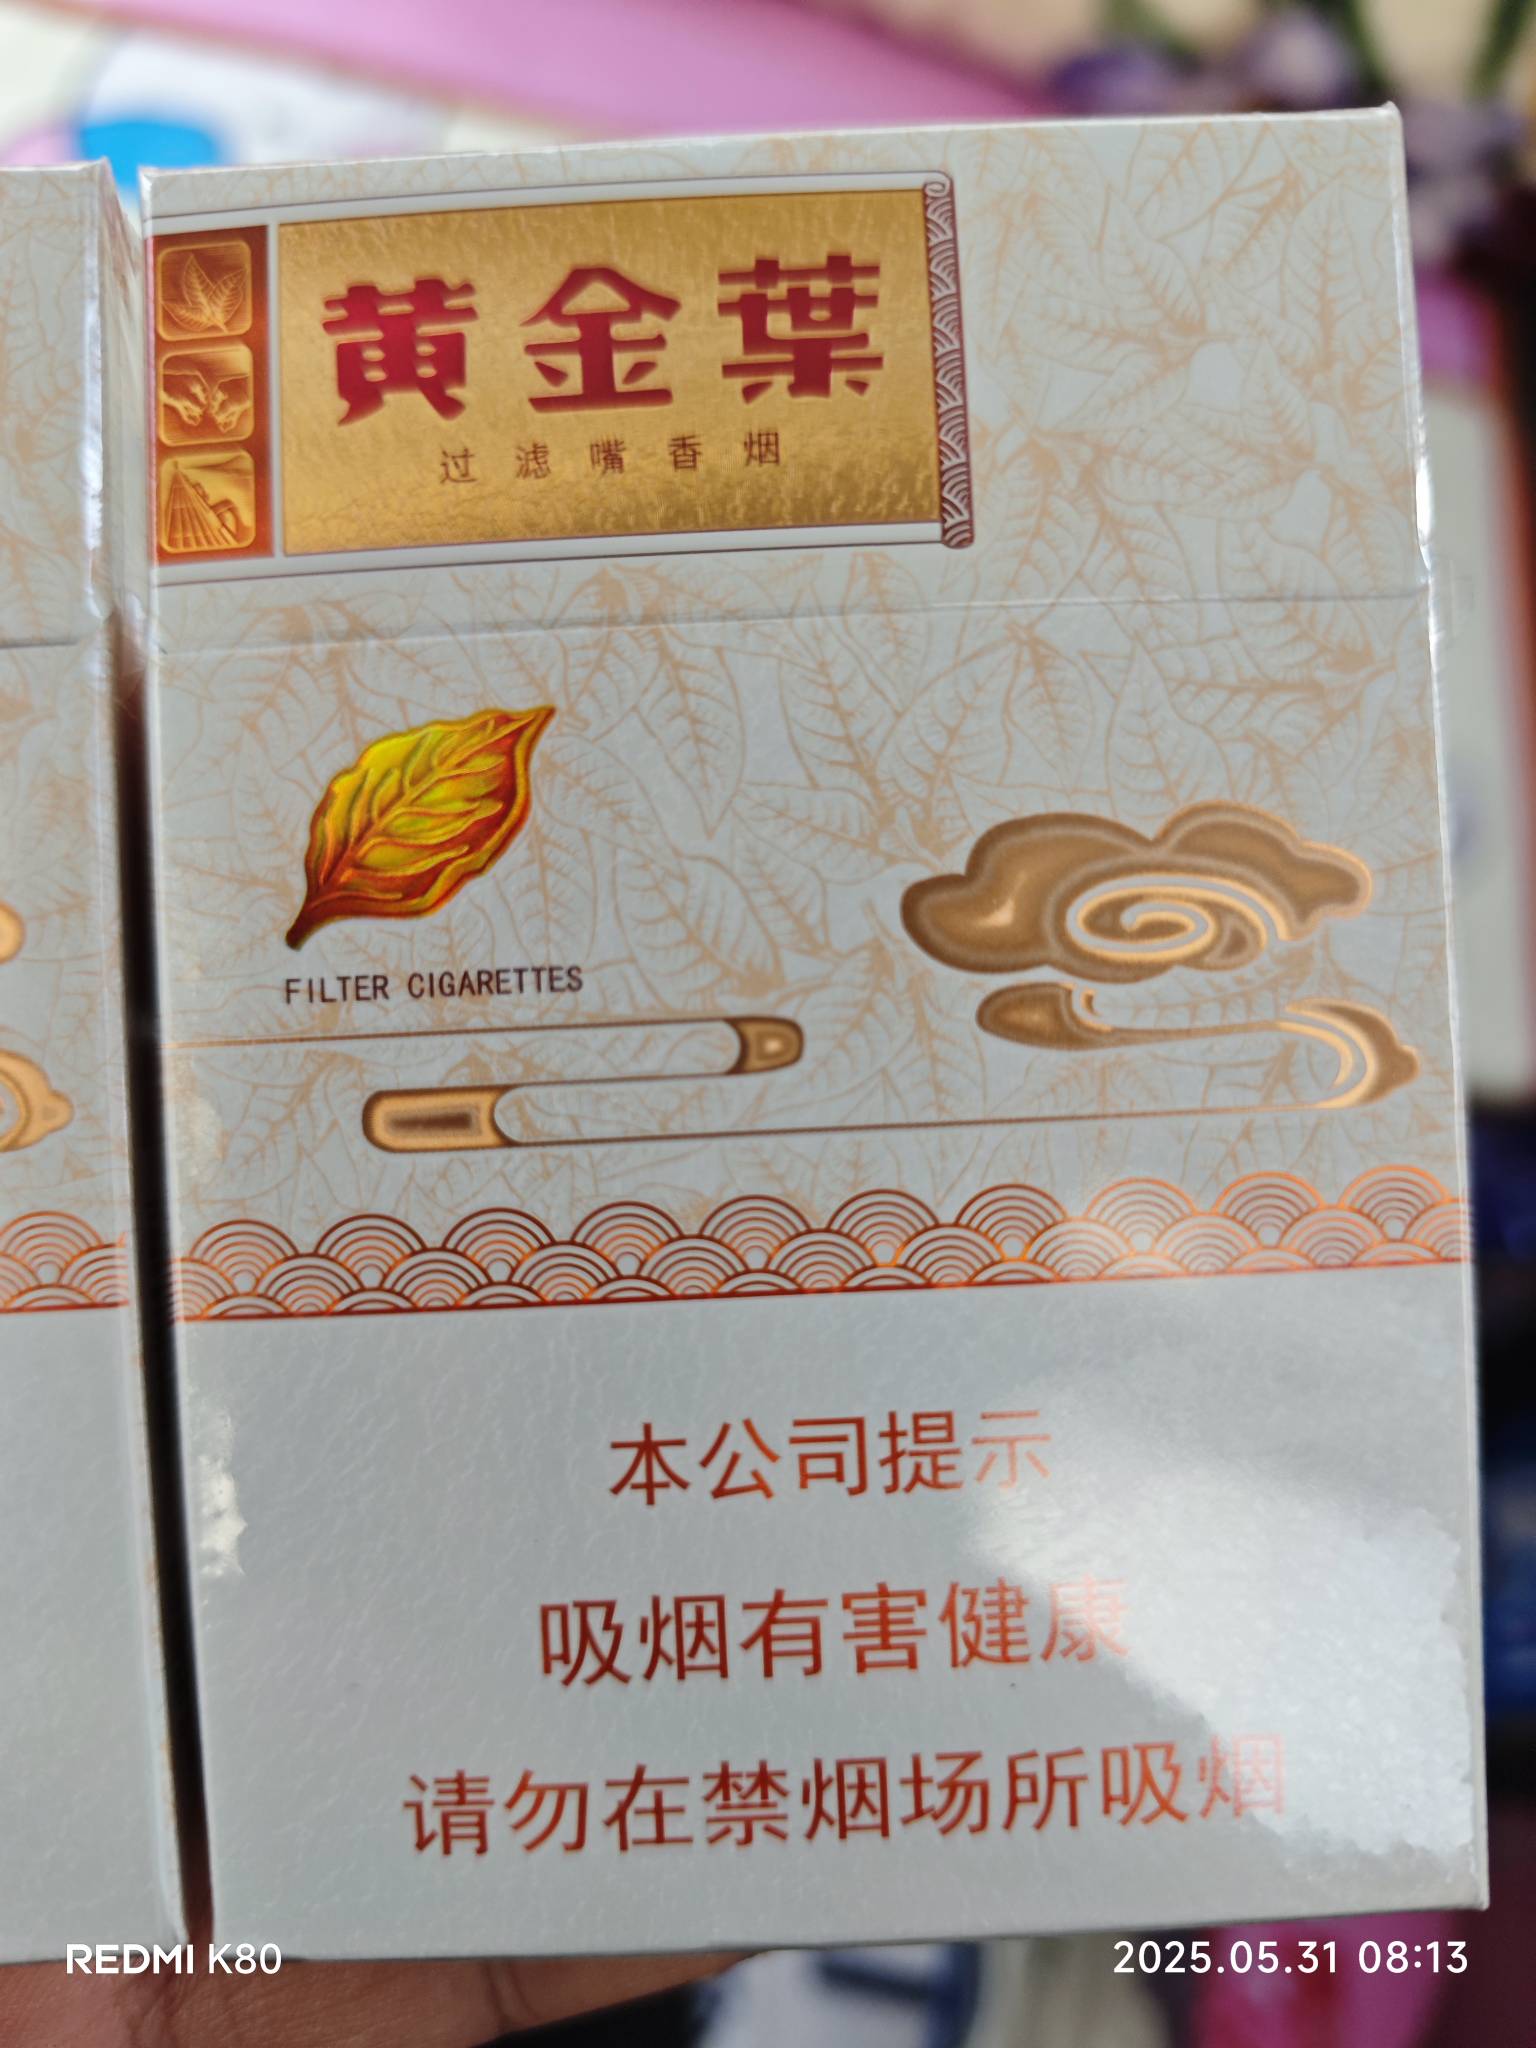 黄金葉
过滤嘴香烟
FILTER CIGARETTES
本公司提示
吸烟有害健康
请勿在禁烟场所吸烟
REDMI K80
2025.05.31 08:13